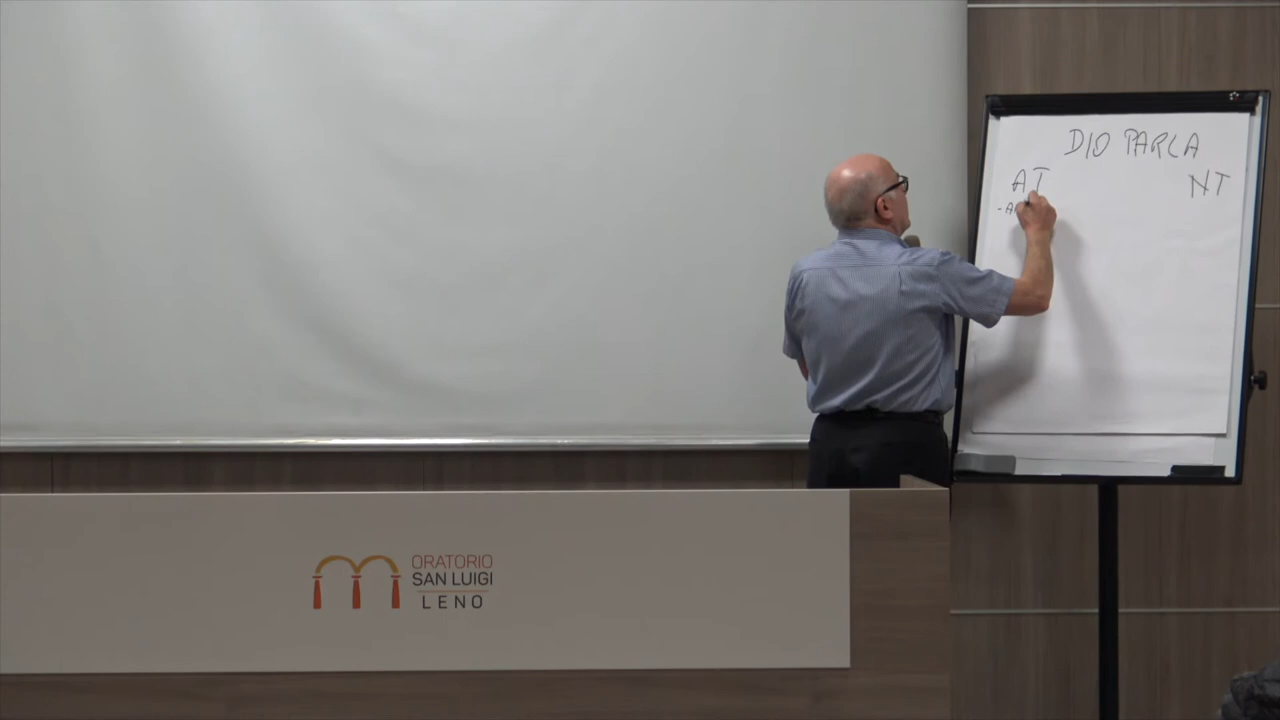 DIO PARLA
AT NT
ORATORIO
SAN LUIGI
LENO